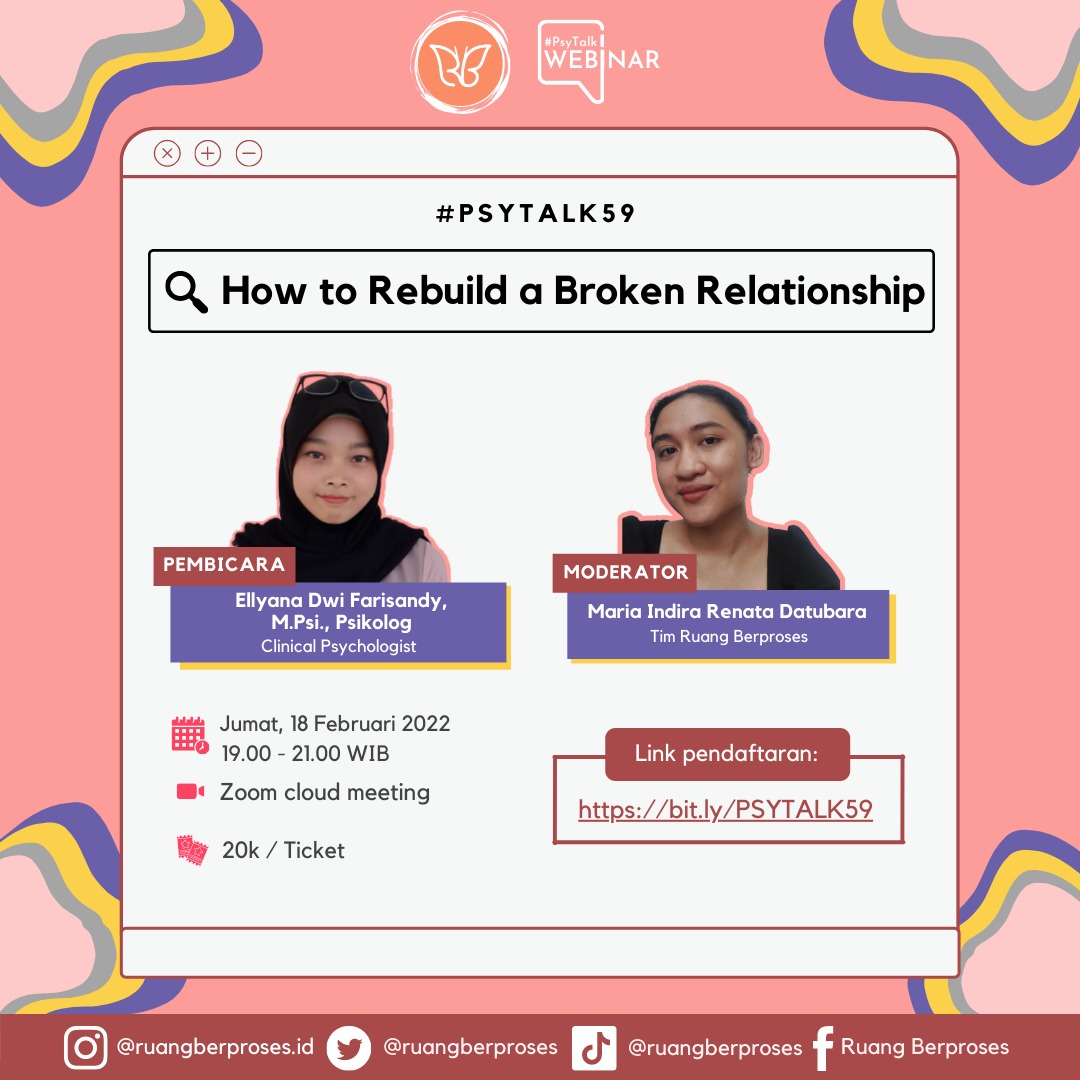 #PsyTalk
WEBINAR
#PSYTALK59
How to Rebuild a Broken Relationship
PEMBICARA
Ellyana Dwi Farisandy,
M.Psi., Psikolog
Clinical Psychologist
MODERATOR
Maria Indira Renata Datubara
Tim Ruang Berproses
Jumat, 18 Februari 2022
19.00 - 21.00 WIB
Zoom cloud meeting
20k / Ticket
Link pendaftaran:
https://bit.ly/PSYTALK59
@ruangberproses.id
@ruangberproses
@ruangberproses
Ruang Berproses